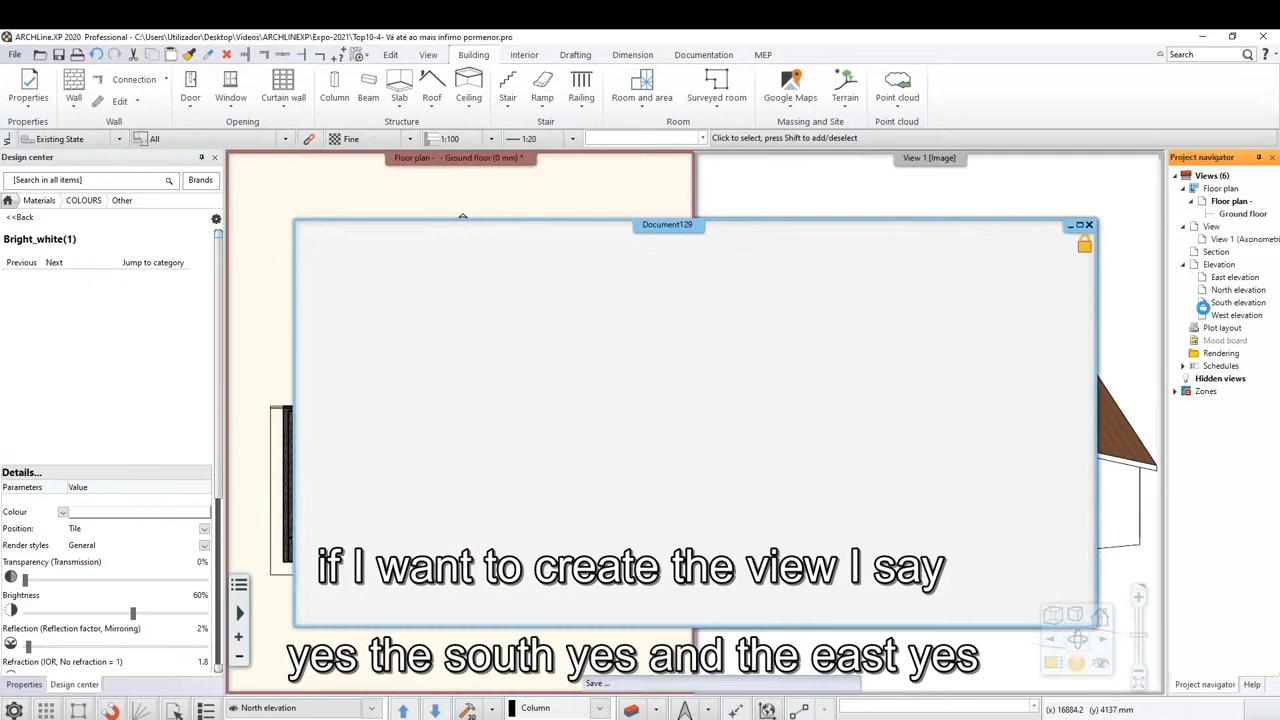 ARCHLine.XP 2020 Professional - C:\Users\Utilizador\Desktop\Videos\ARCHLINEXP\Expo-2021\Top10-4- Vá até ao mais ínfimo pormenor.pro
File Edit View Building Interior Drafting Dimension Documentation MEP Search
Properties Wall Connection Edit Door Window Curtain wall Column Beam Slab Roof Ceiling Stair Ramp Railing Room and area Surveyed room Google Maps Terrain Point cloud
Properties Wall Opening Structure Stair Room Massing and Site Point cloud
Existing State All Fine 1:100 1:20 Click to select, press Shift to add/deselect
Design center
[Search in all items] Brands
Materials COLOURS Other
<<Back
Bright_white(1)
Previous Next Jump to category
Details...
Parameters Value
Colour
Position: Tile
Render styles General
Transparency (Transmission) 0%
Brightness 60%
Reflection (Reflection factor, Mirroring) 2%
Refraction (IOR, No refraction = 1) 1.8
Properties Design center
Floor plan - - Ground floor (0 mm) *
View 1 [Image]
Document129
if I want to create the view I say
yes the south yes and the east yes
Save ...
Project navigator
Views (6)
Floor plan
Floor plan -
Ground floor
View
View 1 (Axonometri
Section
Elevation
East elevation
North elevation
South elevation
West elevation
Plot layout
Mood board
Rendering
Schedules
Hidden views
Zones
Project navigator Help
North elevation Column x: 16884.2 y: 4137 mm